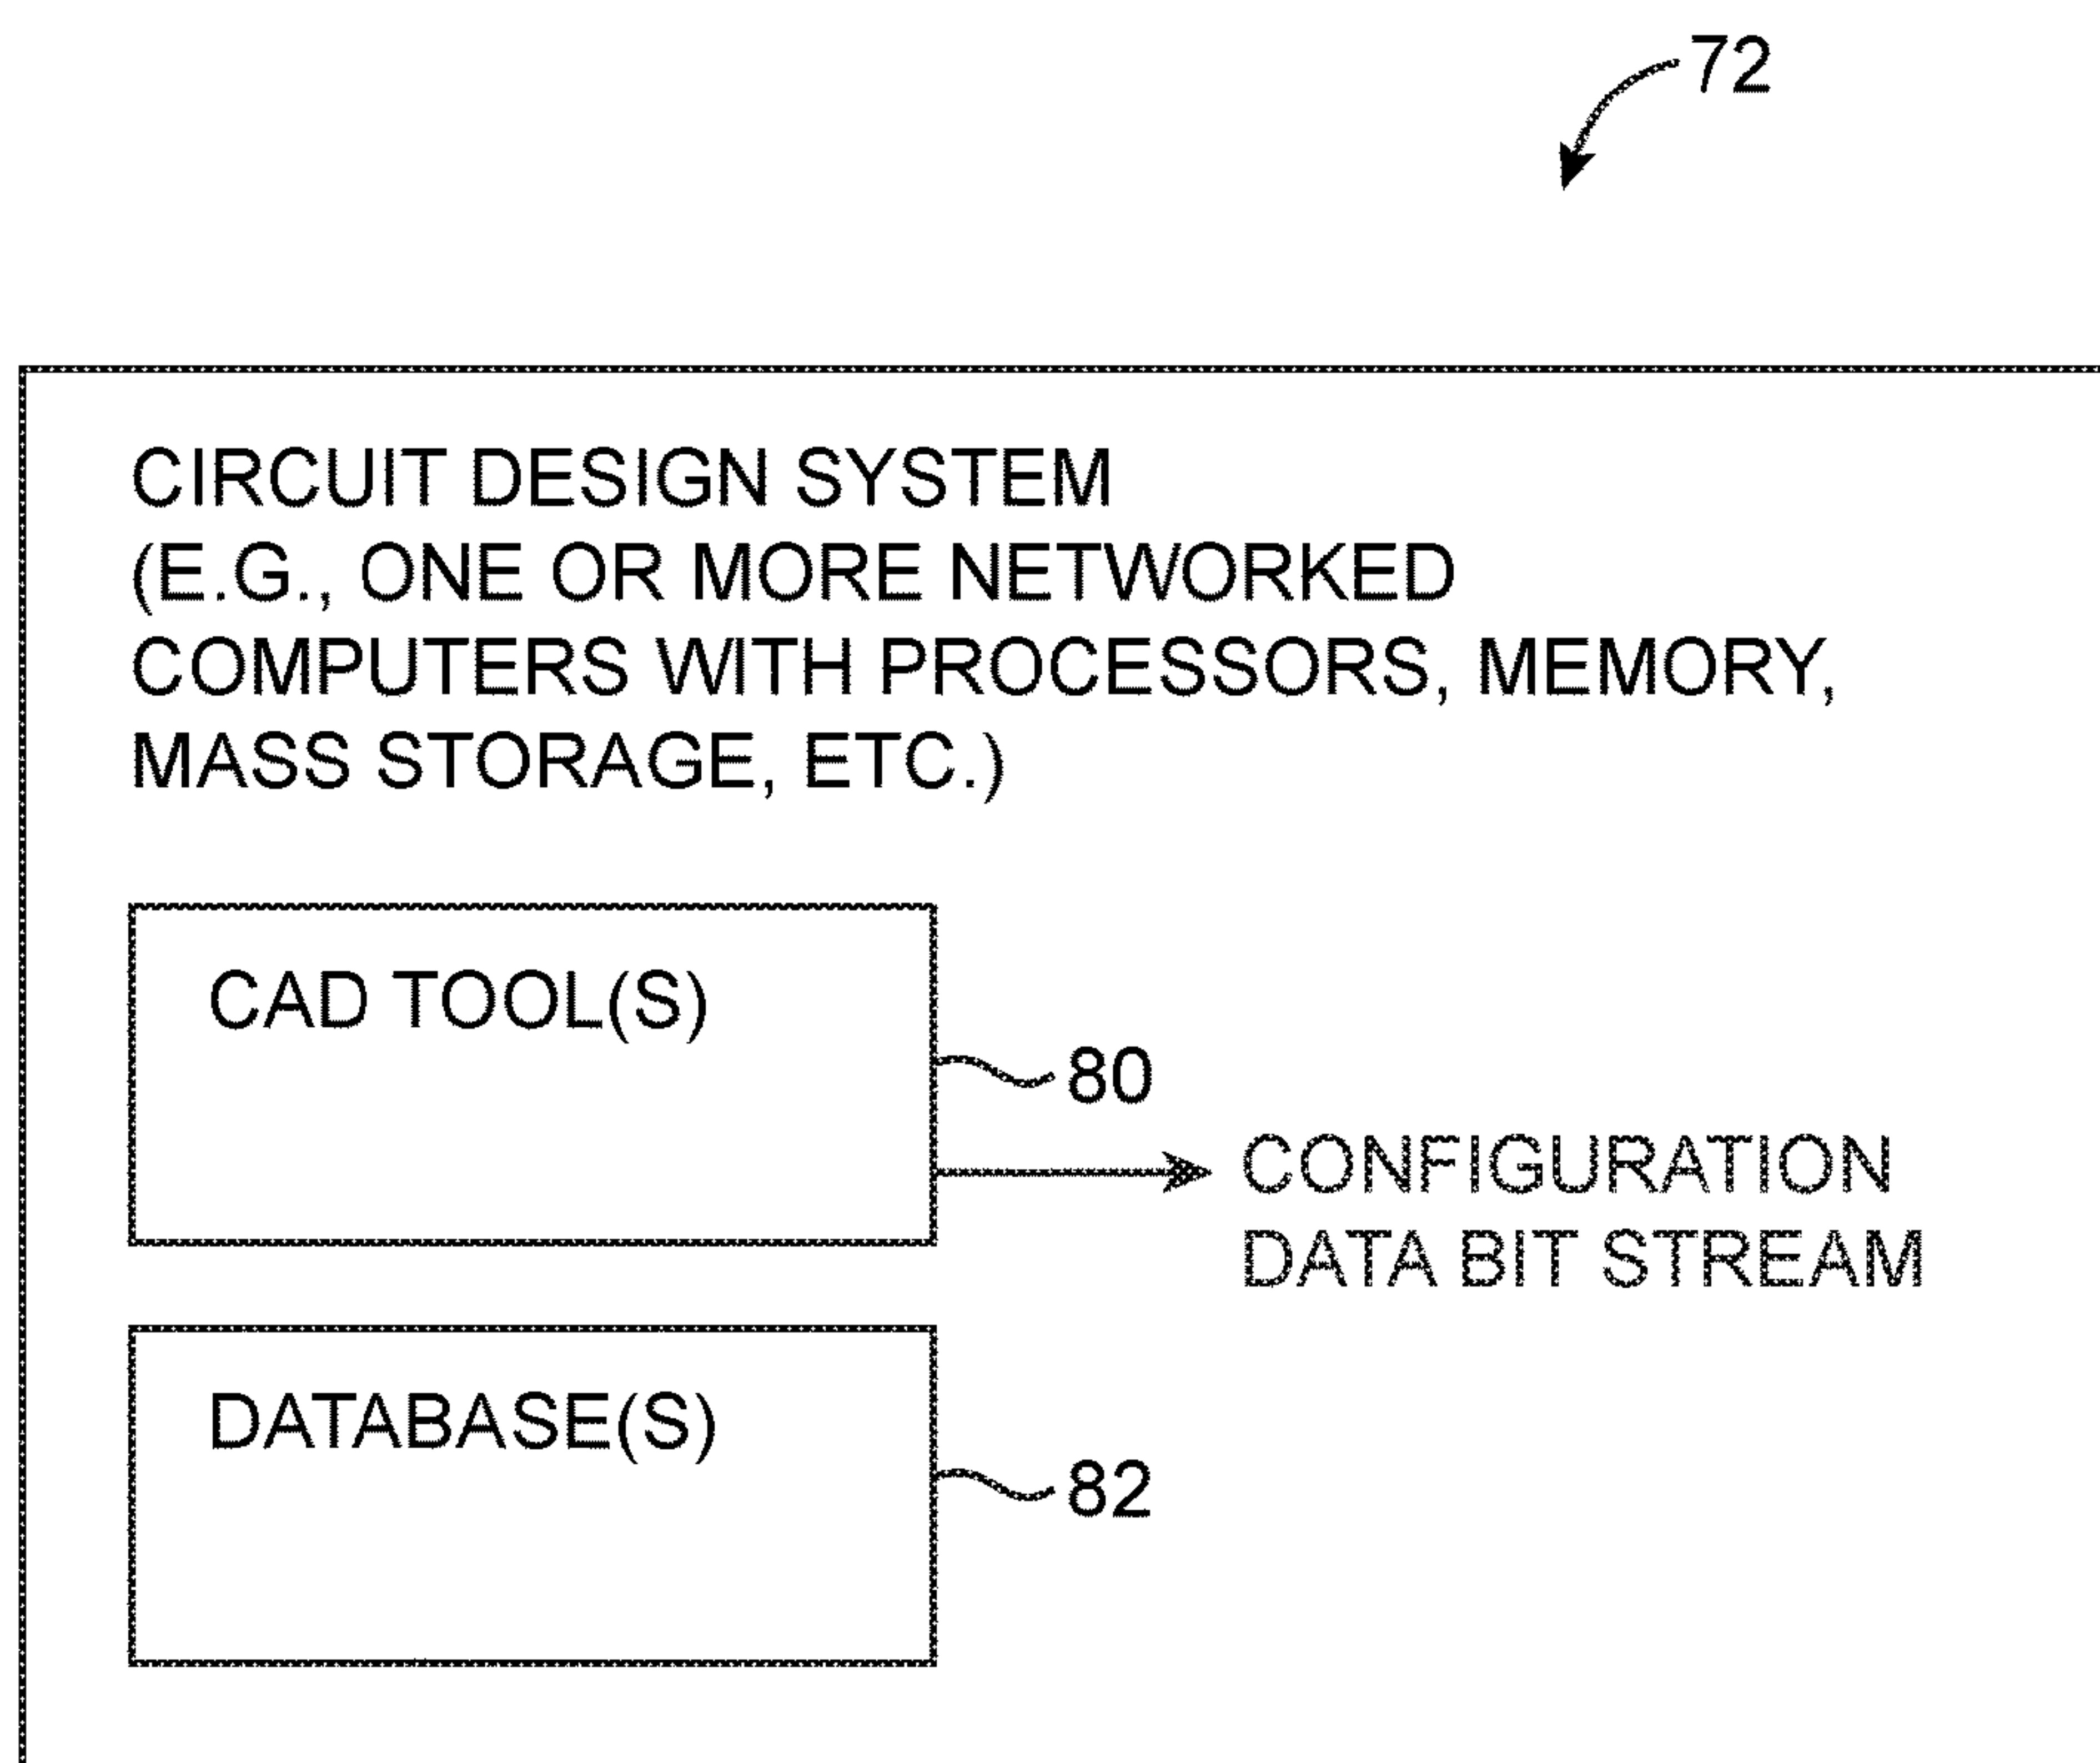 72
CIRCUIT DESIGN SYSTEM
(E.G., ONE OR MORE NETWORKED
COMPUTERS WITH PROCESSORS, MEMORY,
MASS STORAGE, ETC.)
CAD TOOL(S)
80
CONFIGURATION
DATA BIT STREAM
DATABASE(S)
82